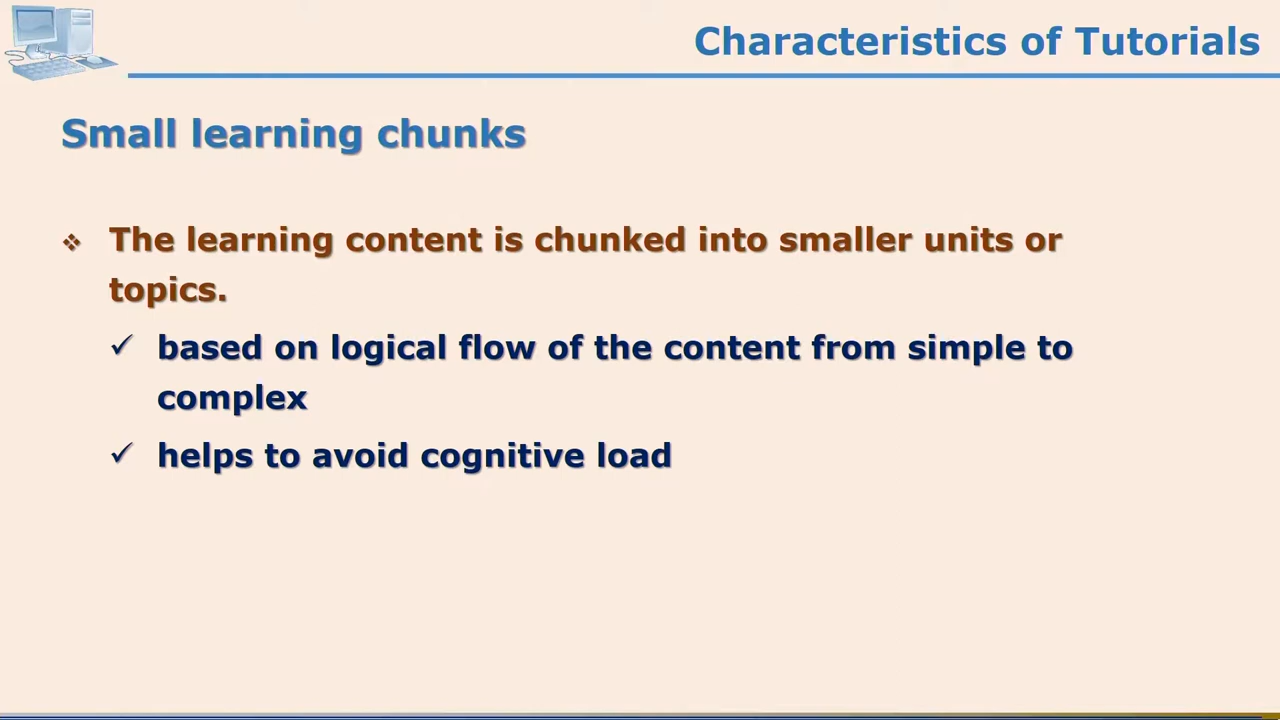 Characteristics of Tutorials
Small learning chunks
❖ The learning content is chunked into smaller units or
topics.
✓ based on logical flow of the content from simple to
complex
✓ helps to avoid cognitive load